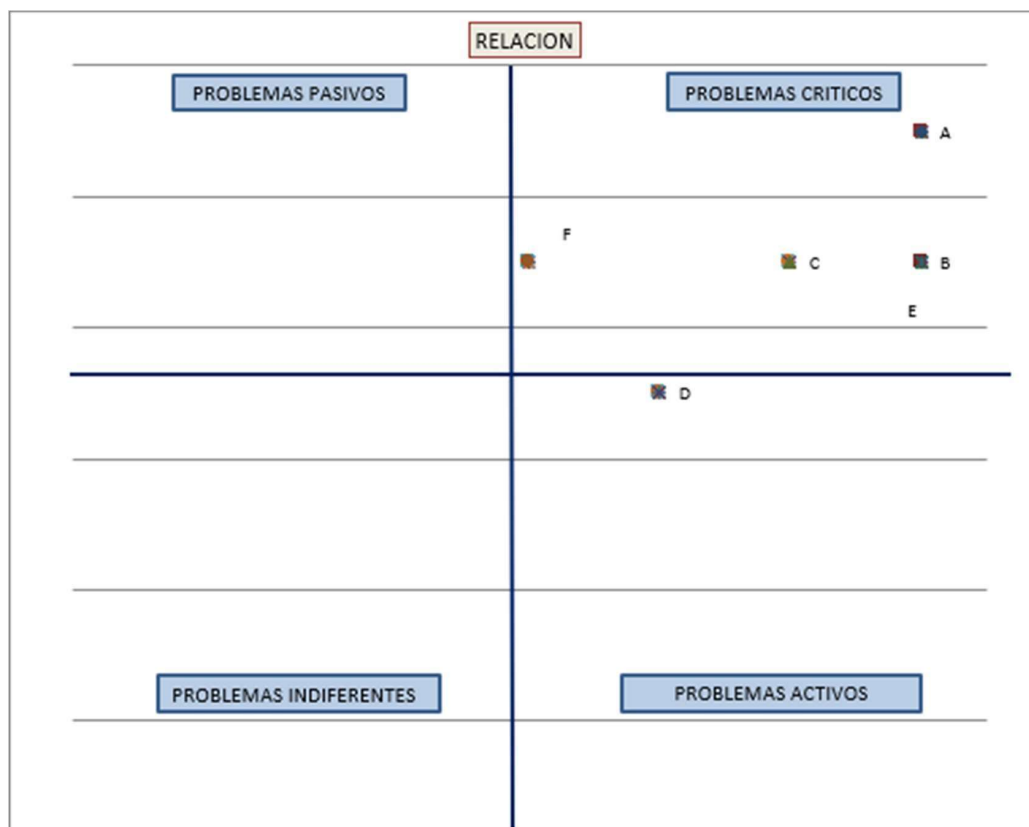 RELACION
PROBLEMAS PASIVOS
PROBLEMAS CRITICOS
A
F
C
B
E
D
PROBLEMAS INDIFERENTES
PROBLEMAS ACTIVOS